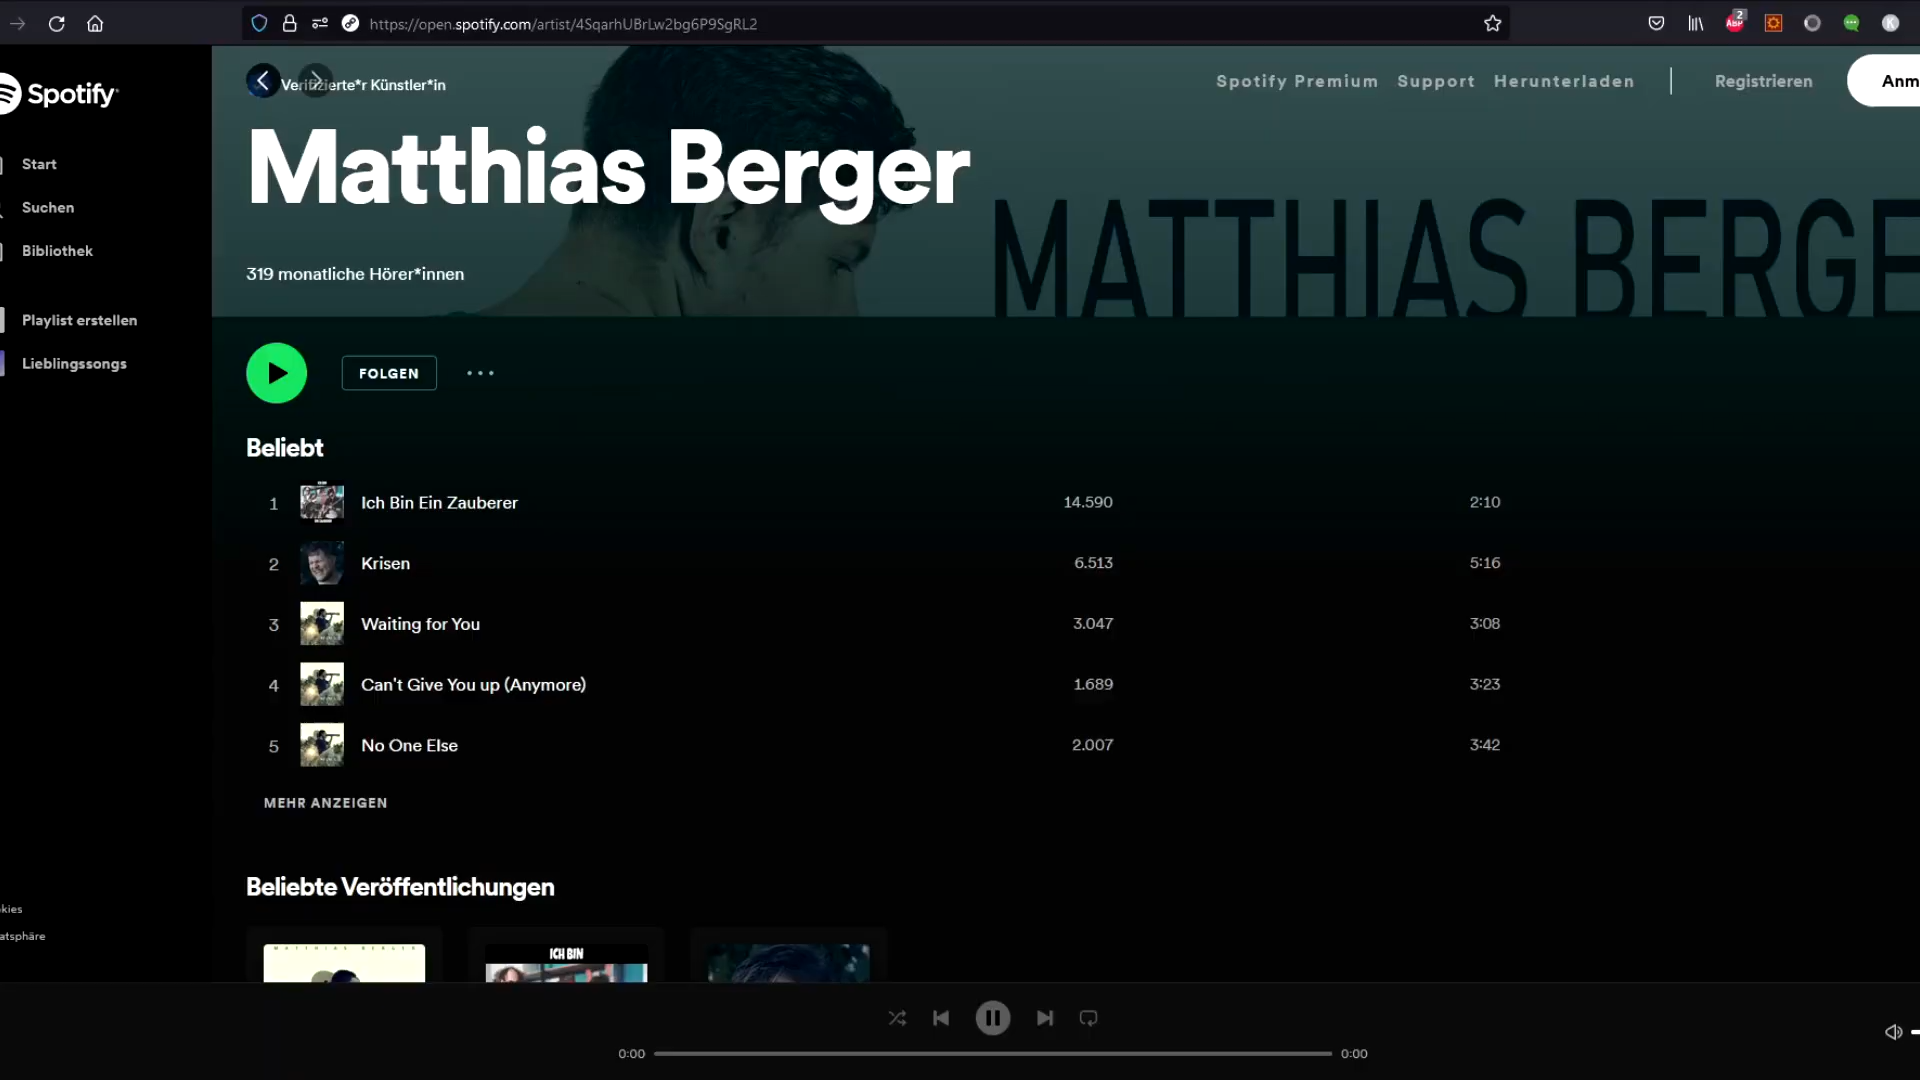 https://open.spotify.com/artist/4SqarhUBrLw2bg6P9SgRL2
2
K
Spotify
Verifizierte*r Künstler*in
Spotify Premium
Support
Herunterladen
Registrieren
Anm
Matthias Berger
MATTHIAS BERGE
319 monatliche Hörer*innen
Start
Suchen
Bibliothek
Playlist erstellen
Lieblingssongs
FOLGEN
Beliebt
1 Ich Bin Ein Zauberer 14.590 2:10
2 Krisen 6.513 5:16
3 Waiting for You 3.047 3:08
4 Can't Give You up (Anymore) 1.689 3:23
5 No One Else 2.007 3:42
MEHR ANZEIGEN
Beliebte Veröffentlichungen
MATTHIAS BERGER
ICH BIN
kies
atsphäre
0:00
0:00